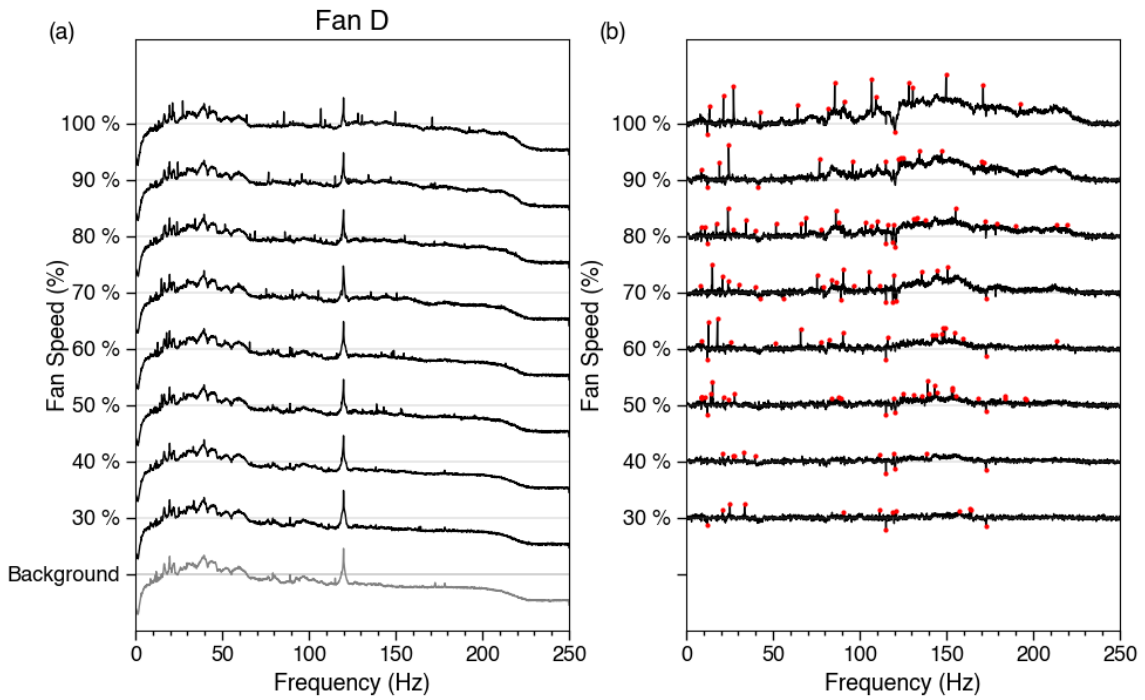 (a)
Fan D
(b)
100 %
90 %
80 %
70 %
60 %
50 %
40 %
30 %
Background
Fan Speed (%)
0 50 100 150 200 250
Frequency (Hz)
100 %
90 %
80 %
70 %
60 %
50 %
40 %
30 %
Fan Speed (%)
0 50 100 150 200 250
Frequency (Hz)